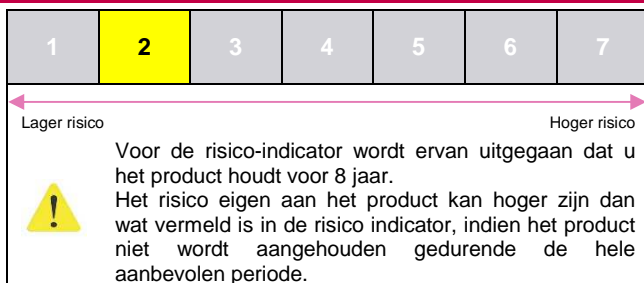 1 2 3 4 5 6 7
Lager risico Hoger risico
Voor de risico-indicator wordt ervan uitgegaan dat u
het product houdt voor 8 jaar.
Het risico eigen aan het product kan hoger zijn dan
wat vermeld is in de risico indicator, indien het product
niet wordt aangehouden gedurende de hele
aanbevolen periode.